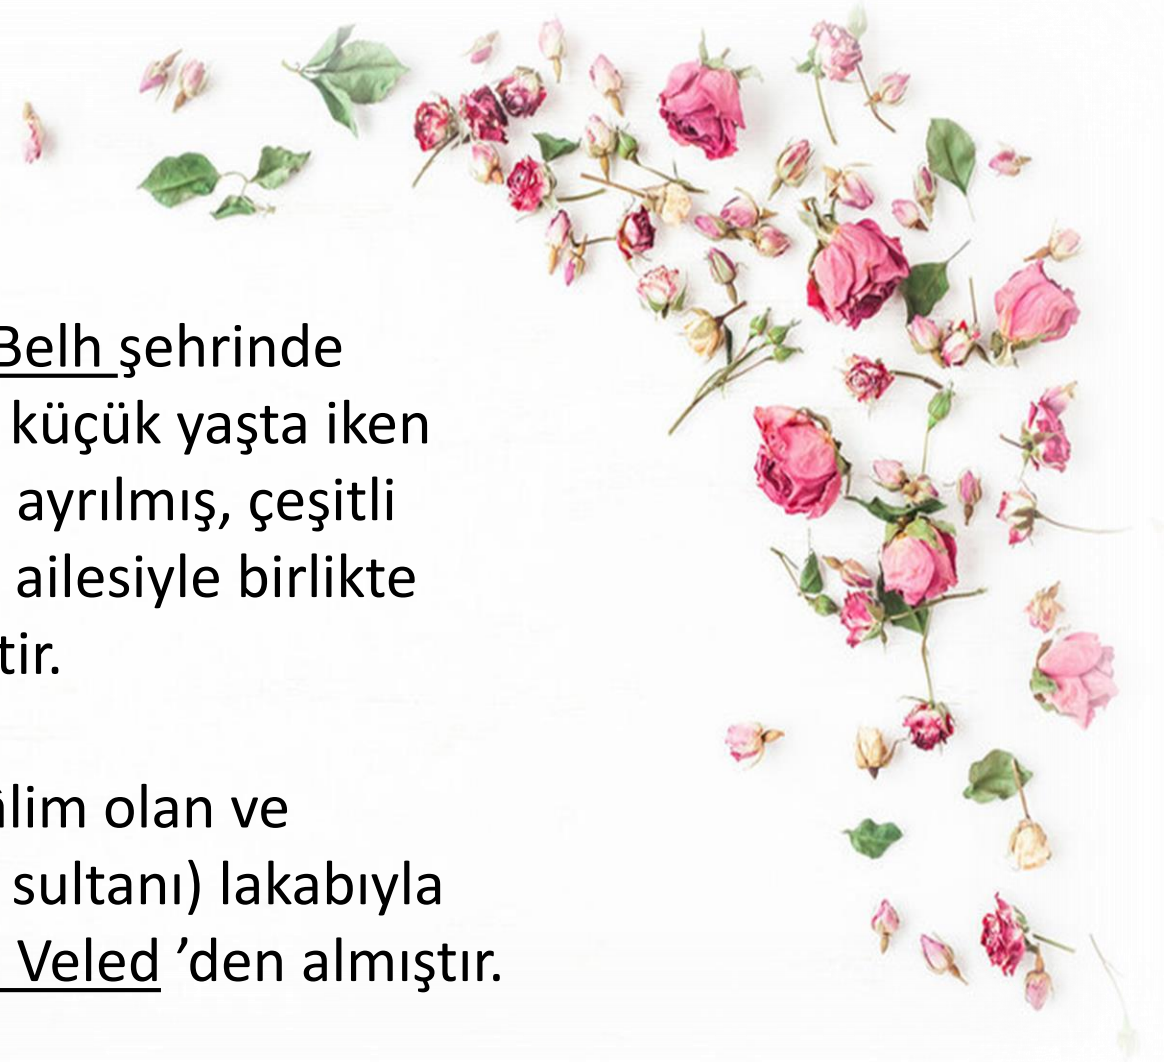 Belh şehrinde
küçük yaşta iken
ayrılmış, çeşitli
ailesiyle birlikte
tir.
âlim olan ve
sultanı) lakabıyla
Veled ’den almıştır.